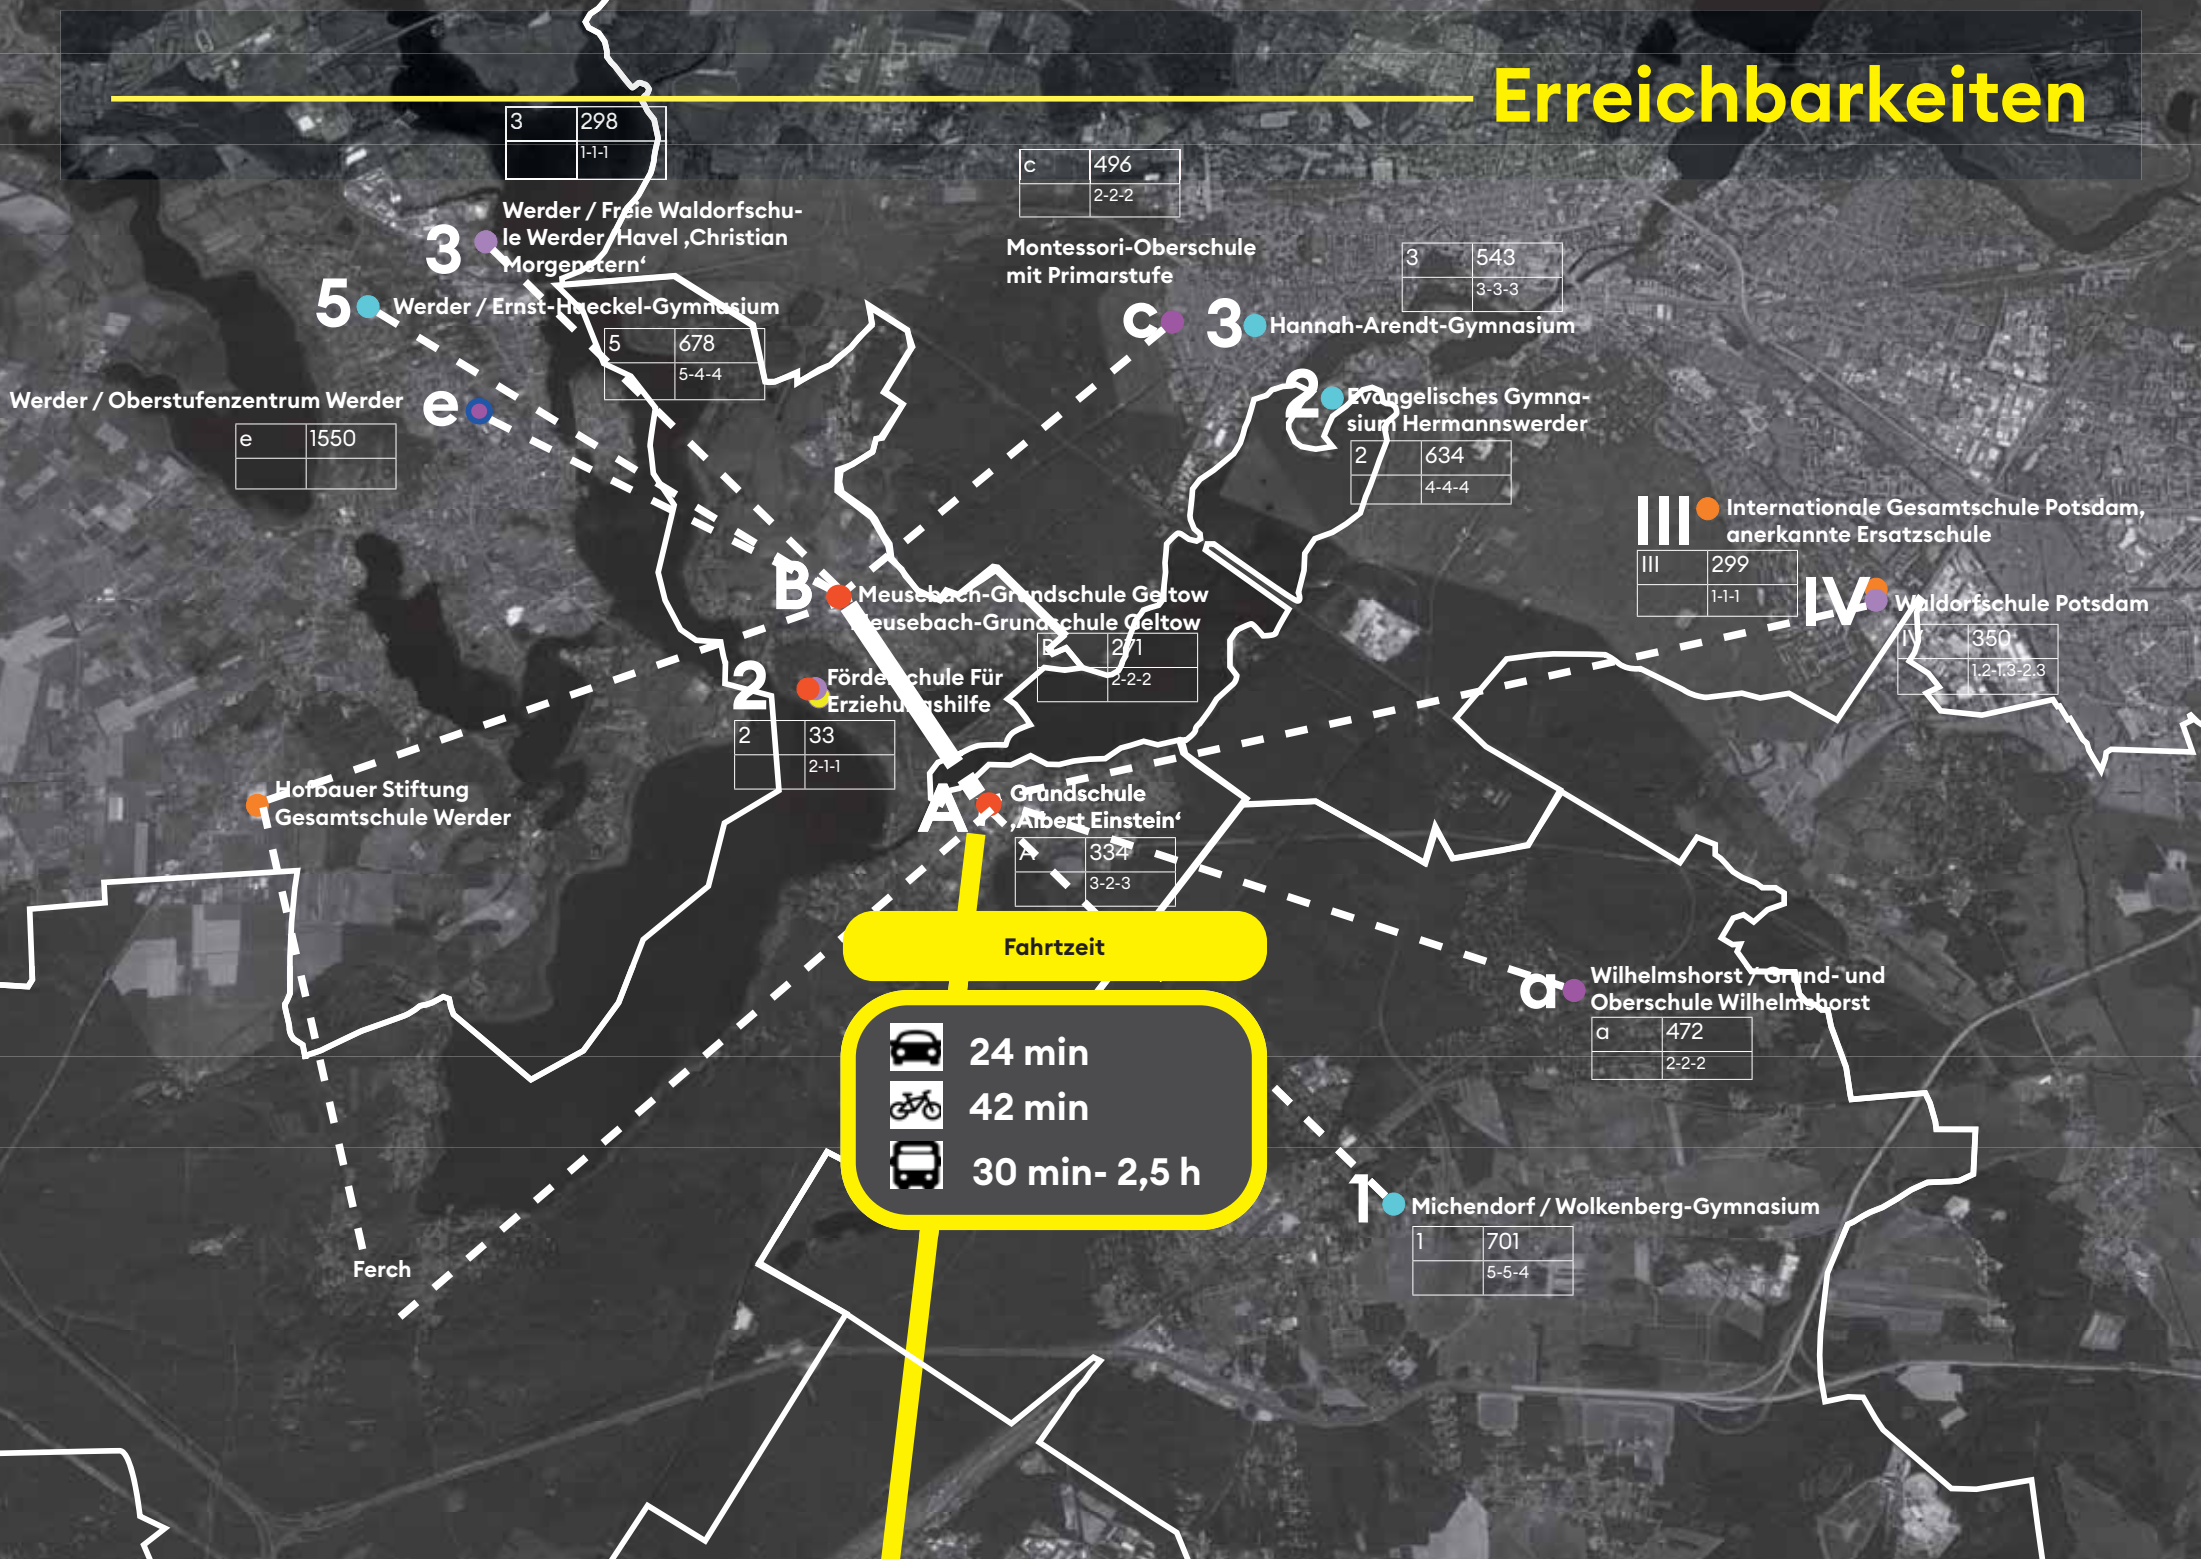 Erreichbarkeiten
3 298
1-1-1
c 496
2-2-2
3
Werder / Freie Waldorfschu-
le Werder/Havel ‚Christian
Morgenstern‘
Montessori-Oberschule
mit Primarstufe
3 543
3-3-3
5
Werder / Ernst-Haeckel-Gymnasium
c
3
Hannah-Arendt-Gymnasium
5 678
5-4-4
Werder / Oberstufenzentrum Werder
e
e 1550
2
Evangelisches Gymna-
sium Hermannswerder
2 634
4-4-4
III
Internationale Gesamtschule Potsdam,
anerkannte Ersatzschule
III 299
1-1-1
IV
Waldorfschule Potsdam
IV 350
1.2-1.3-2.3
B
Meusebach-Grundschule Geltow
Meusebach-Grundschule Geltow
B 271
2-2-2
2
Förderschule Für
Erziehungshilfe
2 33
2-1-1
Hofbauer Stiftung
Gesamtschule Werder
A
Grundschule
‚Albert Einstein‘
A 334
3-2-3
Fahrtzeit
24 min
42 min
30 min- 2,5 h
a
Wilhelmshorst / Grund- und
Oberschule Wilhelmshorst
a 472
2-2-2
1
Michendorf / Wolkenberg-Gymnasium
1 701
5-5-4
Ferch